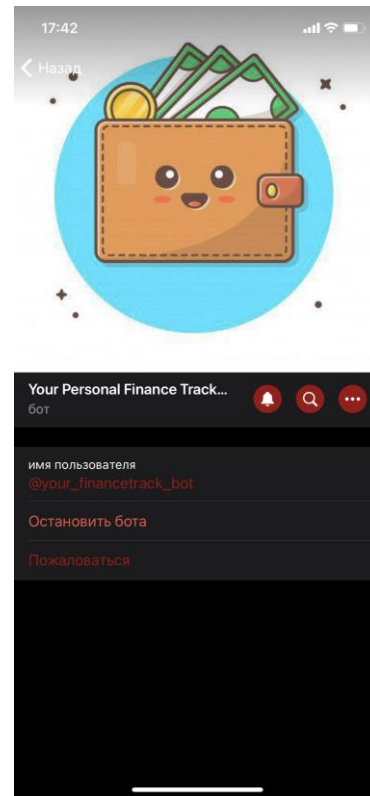 17:42
Назад
Your Personal Finance Track...
бот
имя пользователя
@your_financetrack_bot
Остановить бота
Пожаловаться